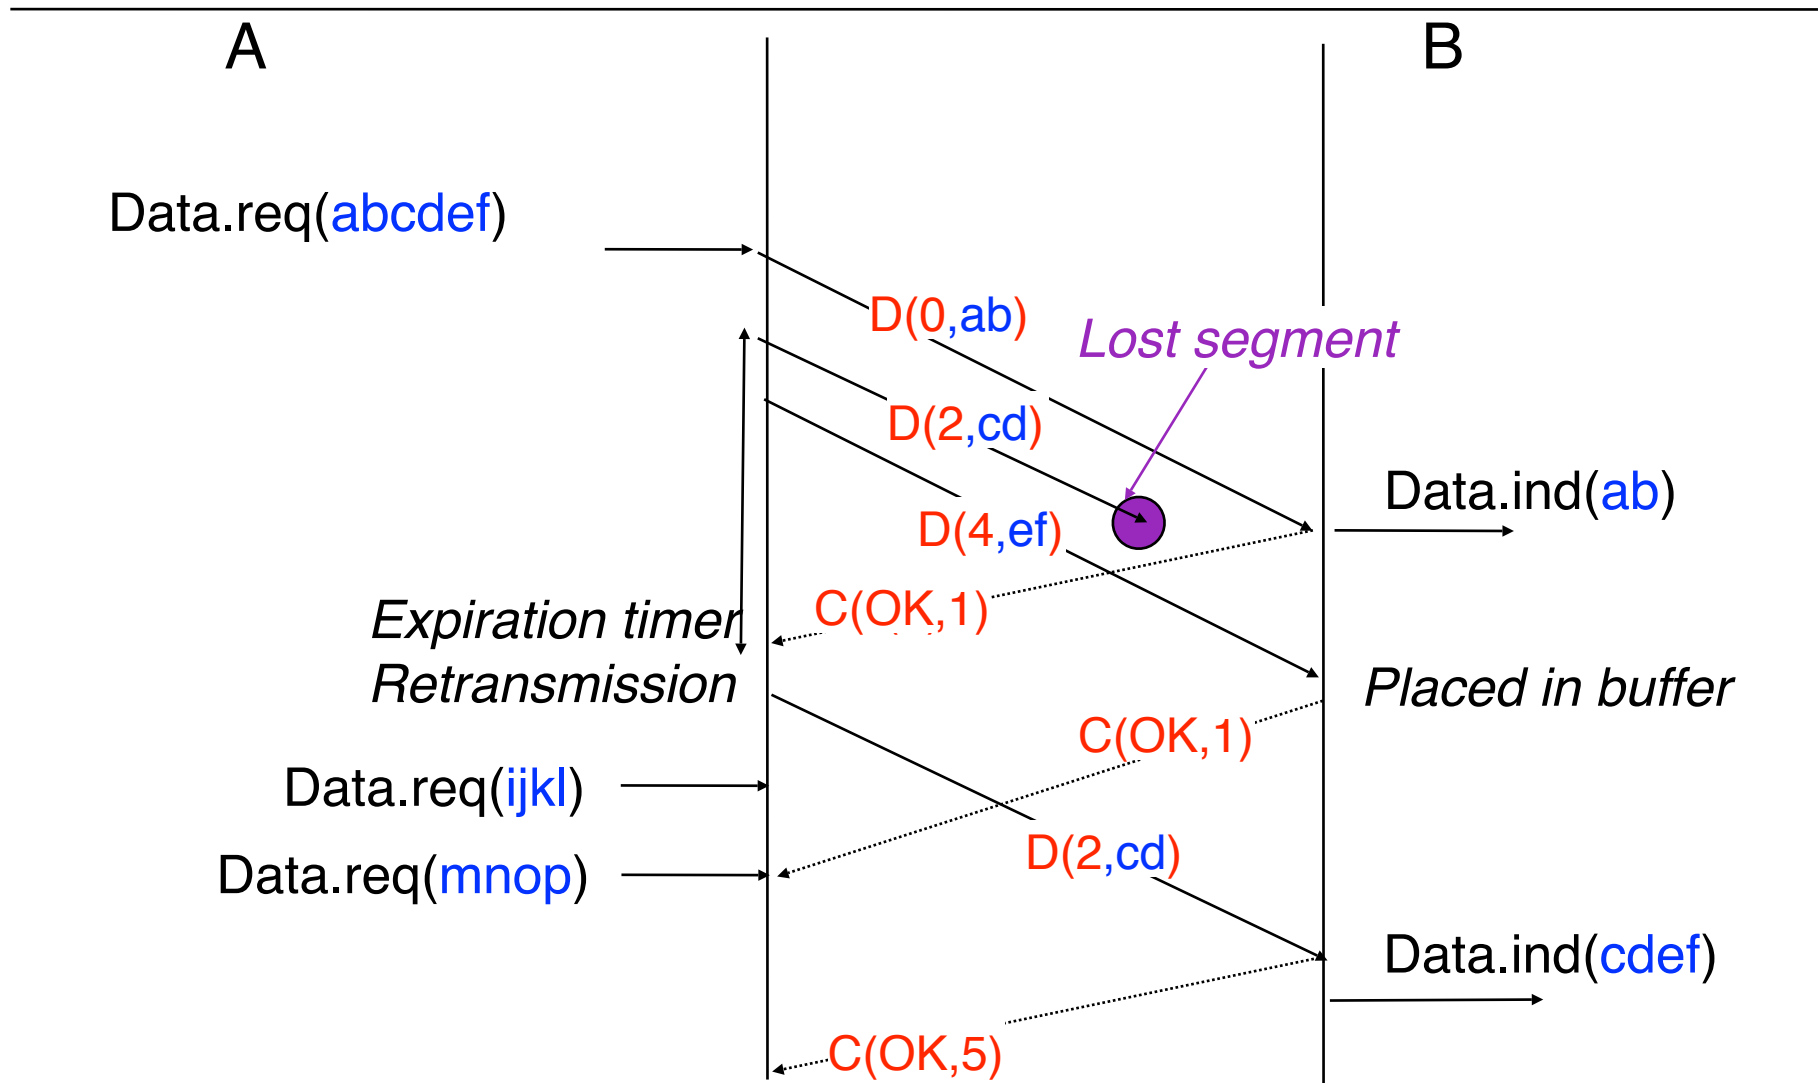 A
B
Data.req(abcdef)
D(0,ab)
Lost segment
D(2,cd)
Data.ind(ab)
D(4,ef)
C(OK,1)
Expiration timer
Retransmission
Placed in buffer
C(OK,1)
Data.req(ijkl)
D(2,cd)
Data.req(mnop)
Data.ind(cdef)
C(OK,5)